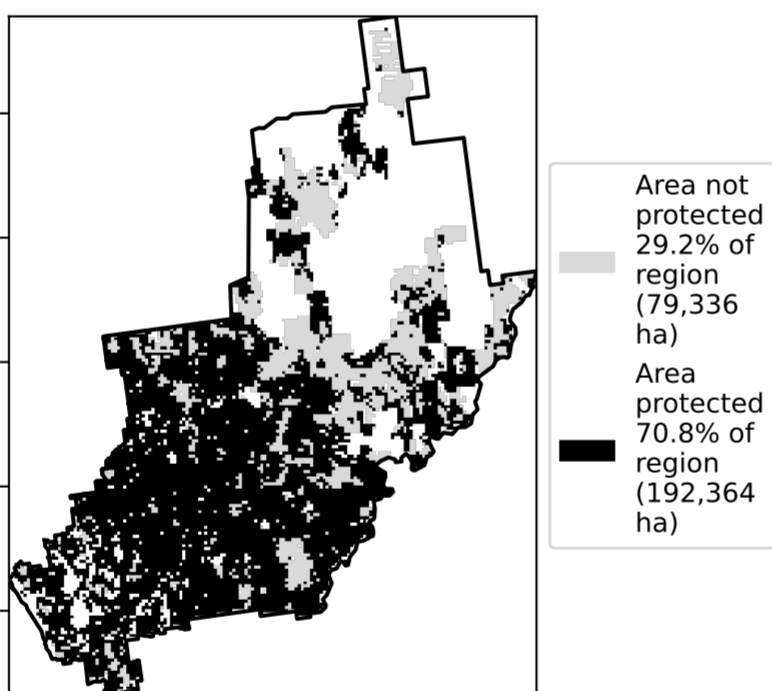 Area not
protected
29.2% of
region
(79,336
ha)
Area
protected
70.8% of
region
(192,364
ha)